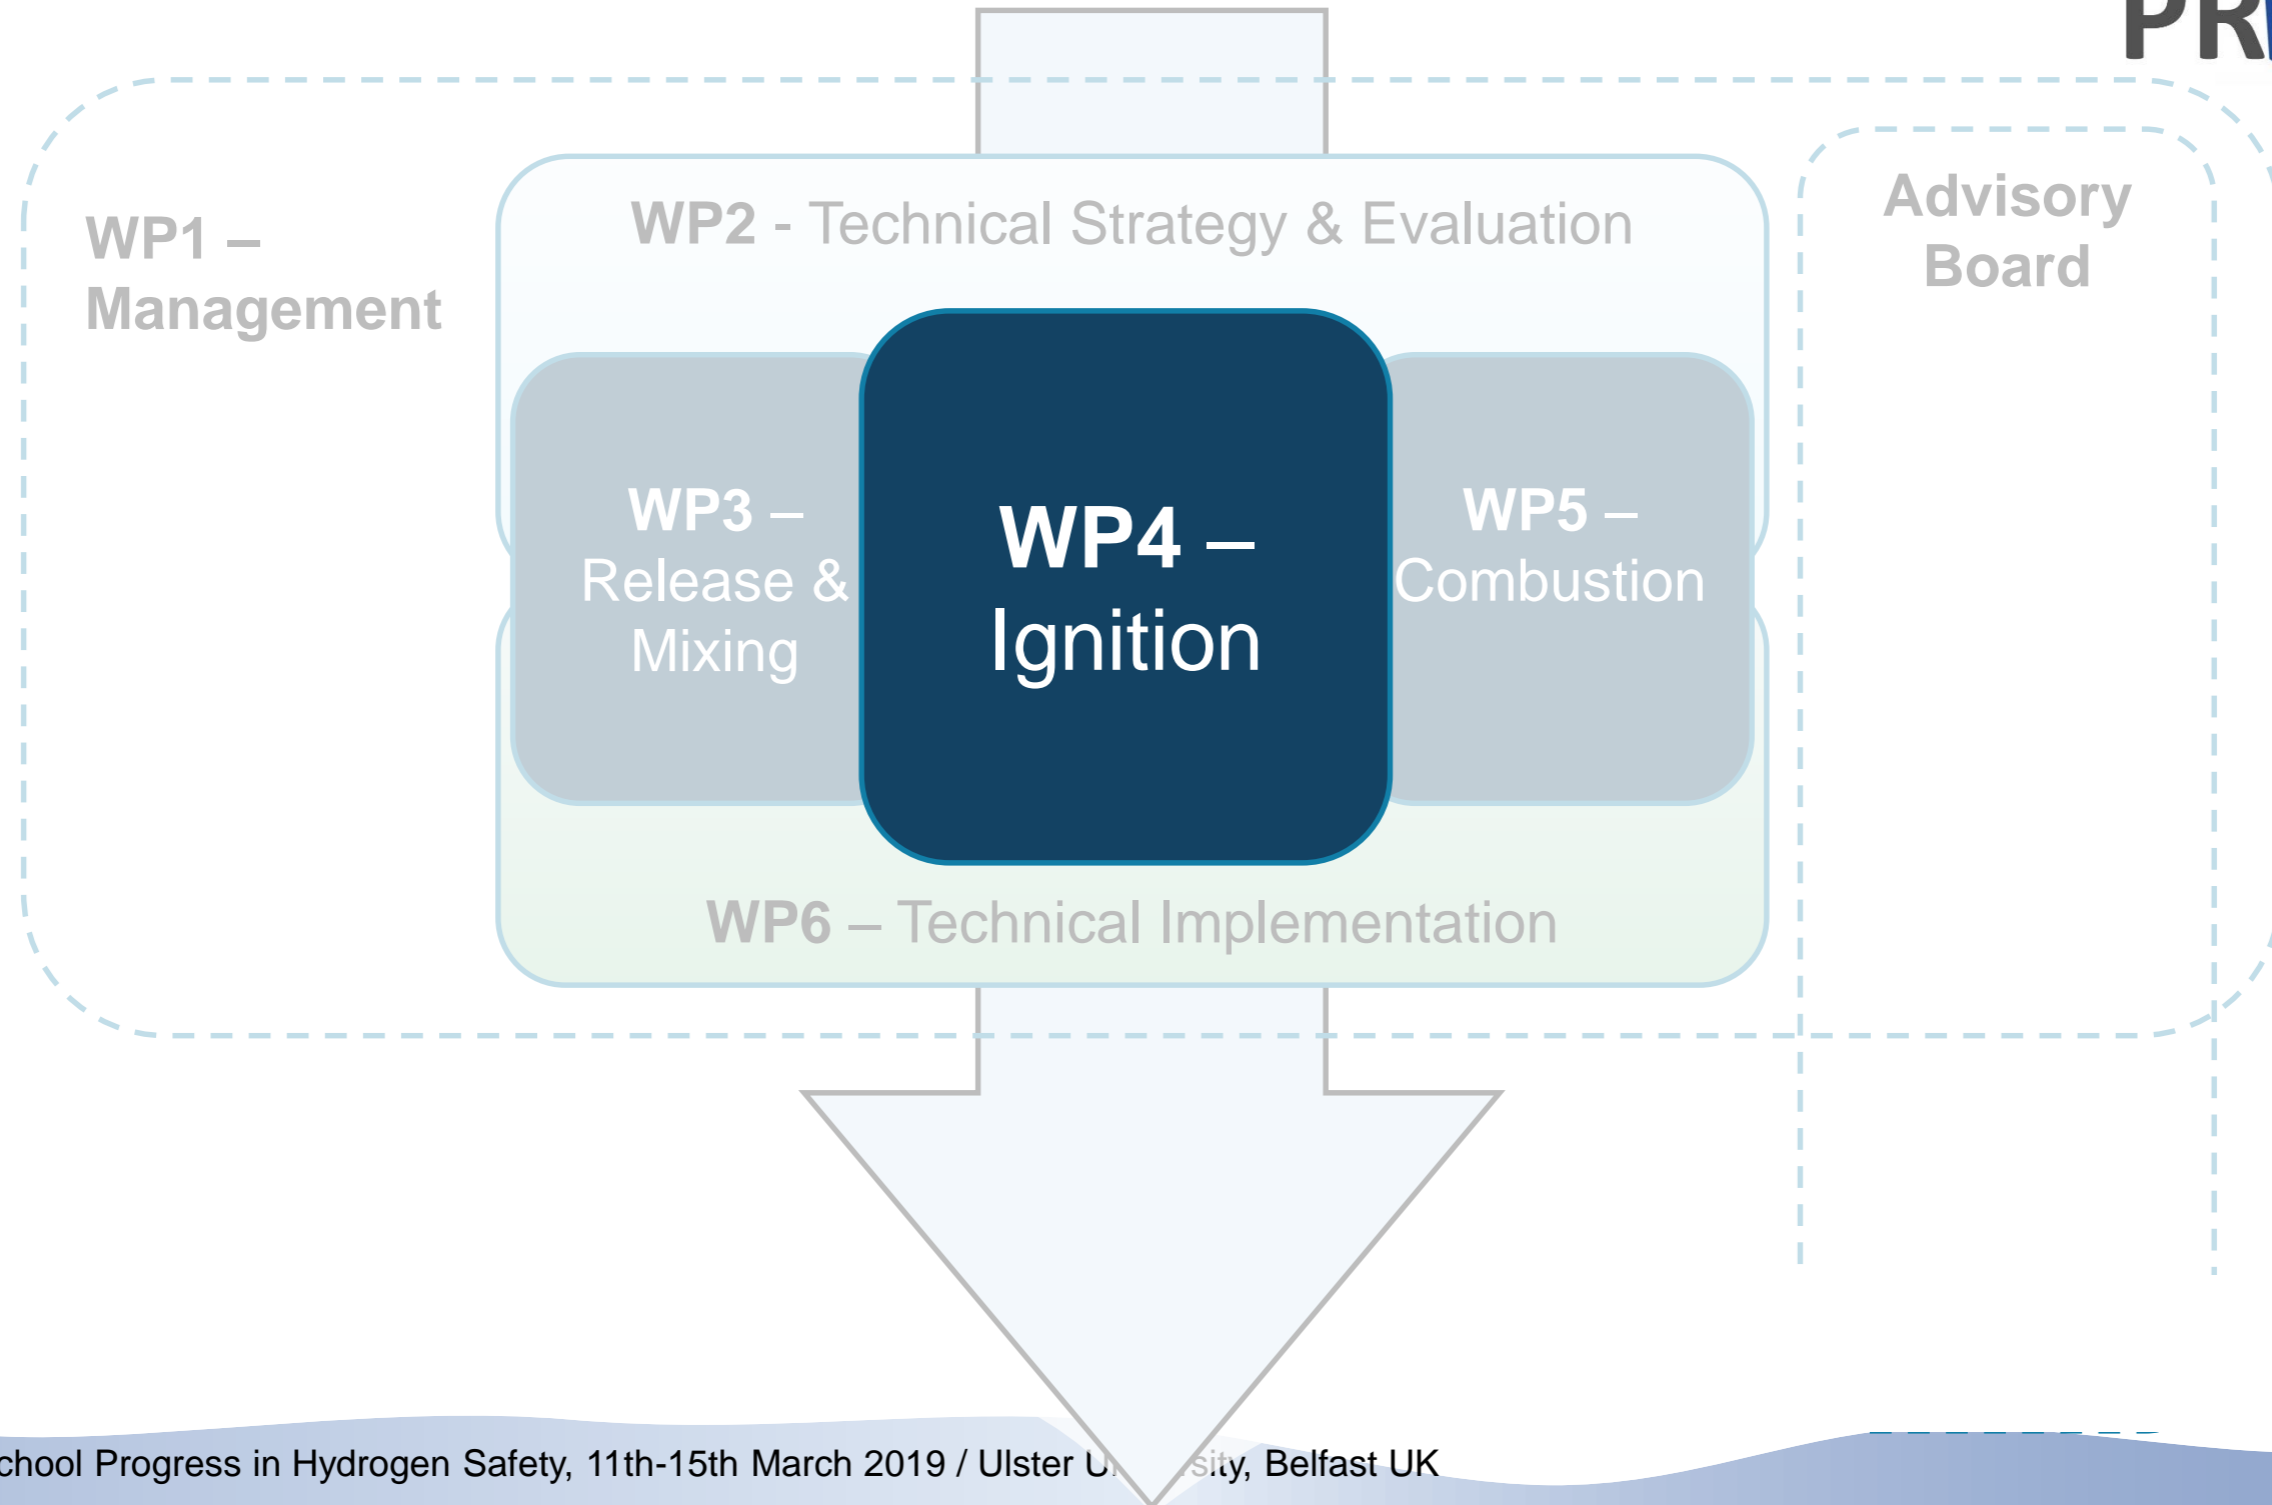 PR
WP1 –
Management
WP2 - Technical Strategy & Evaluation
Advisory
Board
WP3 –
Release &
Mixing
WP4 –
Ignition
WP5 –
Combustion
WP6 – Technical Implementation
chool Progress in Hydrogen Safety, 11th-15th March 2019 / Ulster U sity, Belfast UK